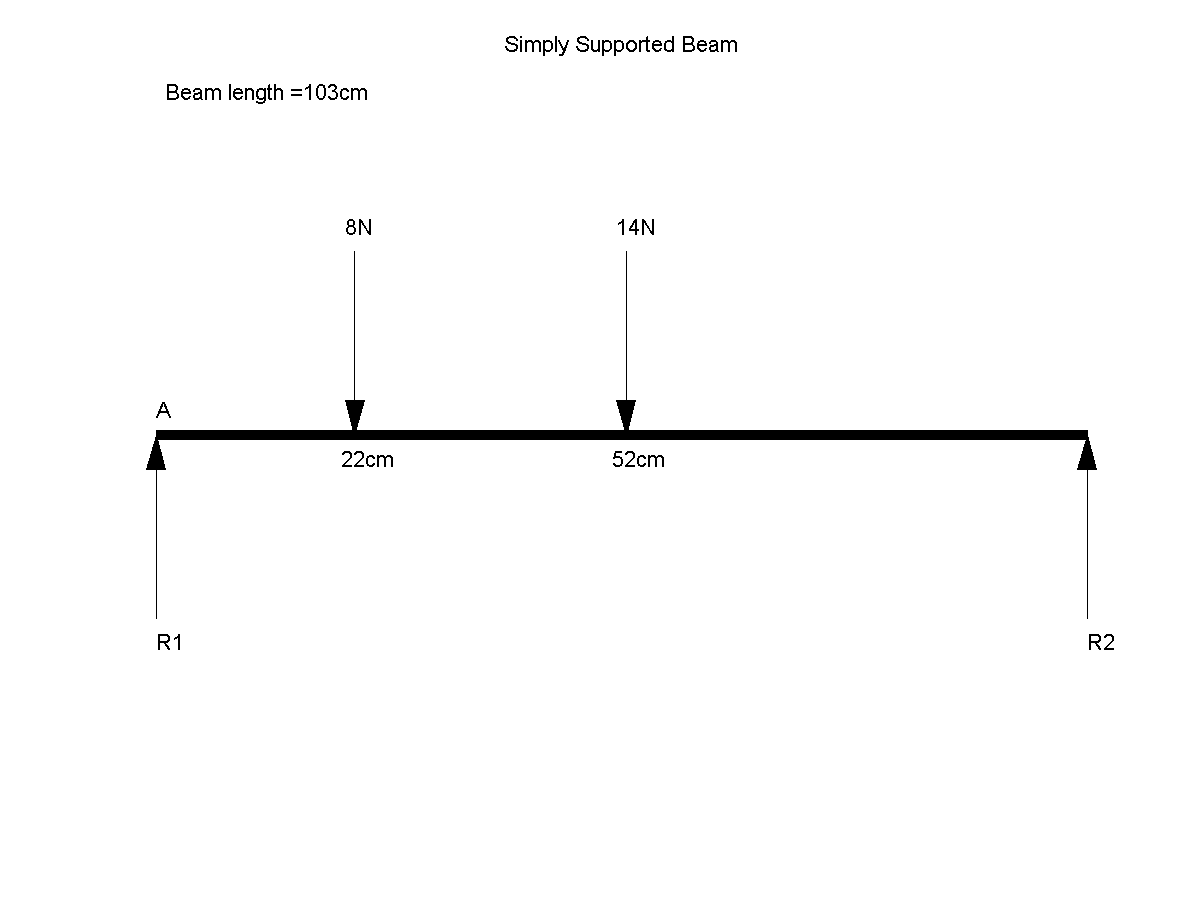 Simply Supported Beam
Beam length =103cm
8N
14N
A
22cm
52cm
R1
R2